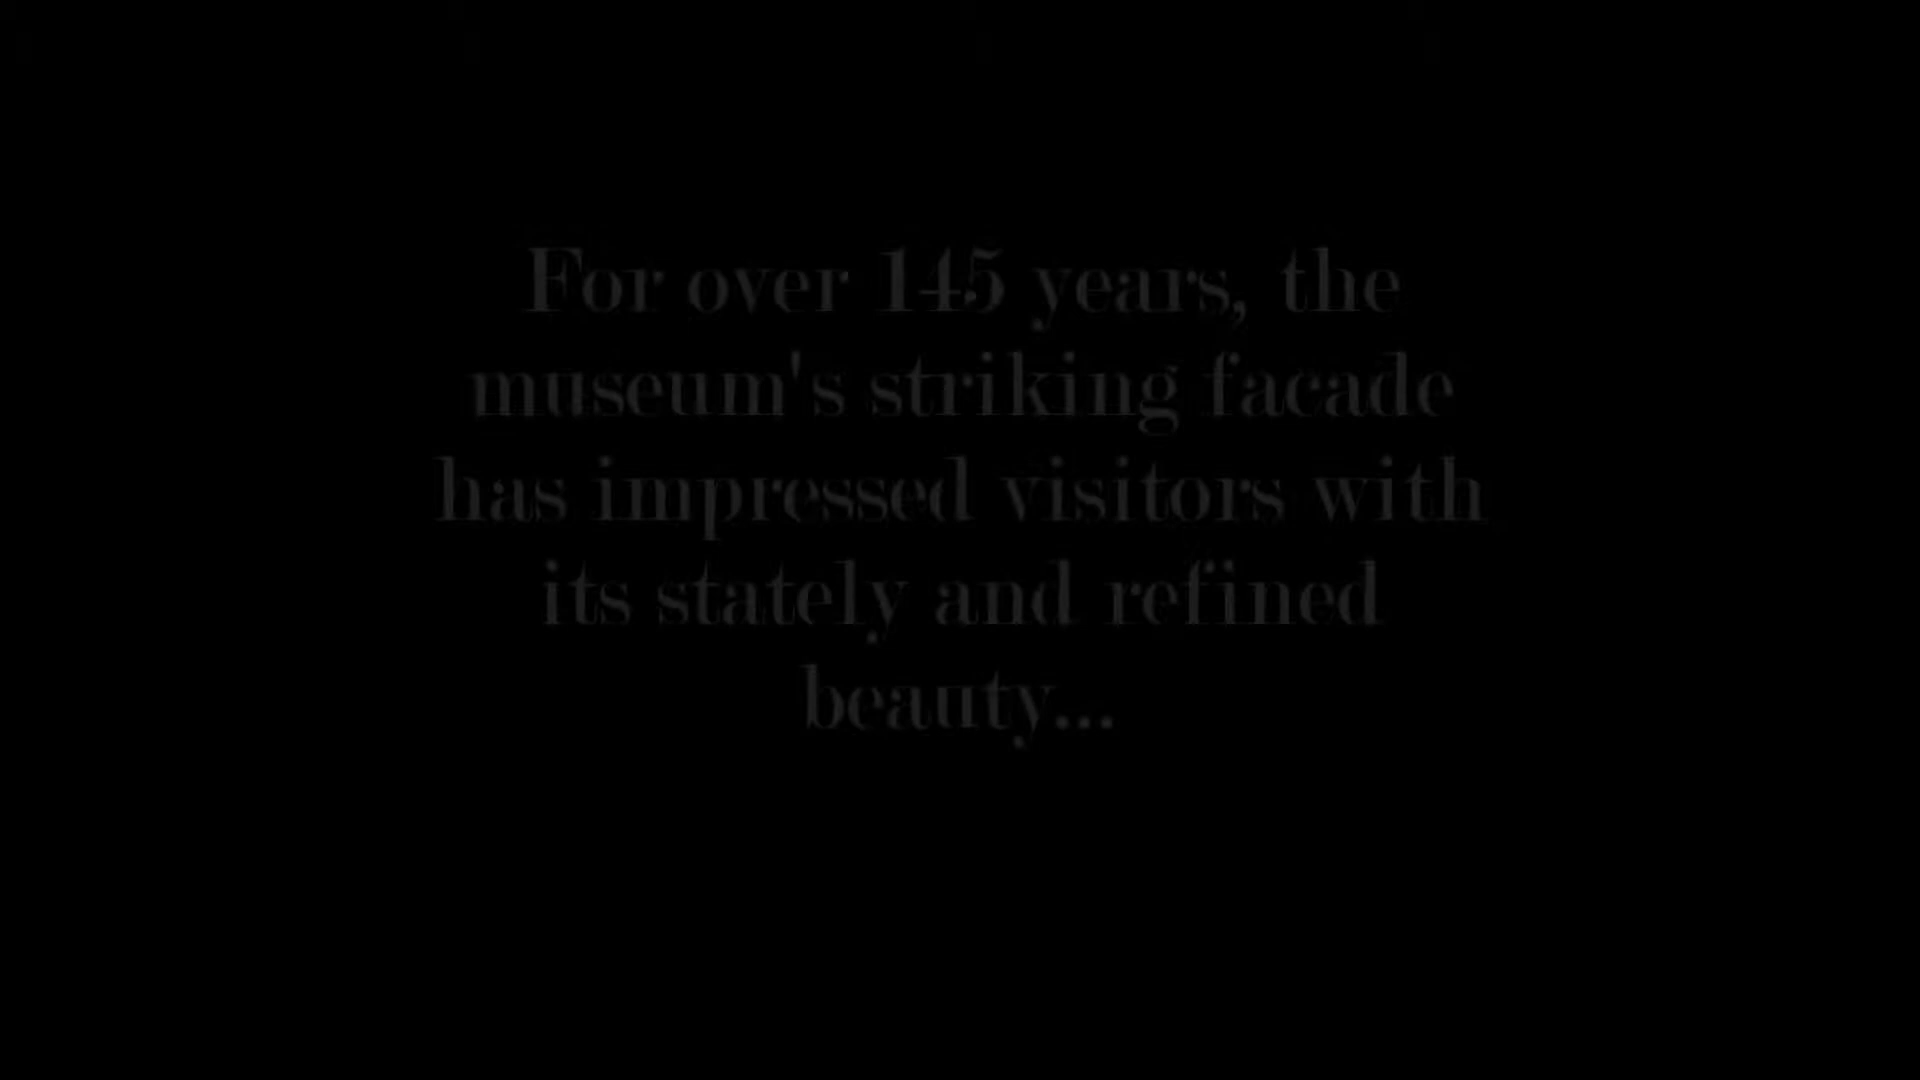 For over 145 years, the
museum's striking facade
has impressed visitors with
its stately and refined
beauty...